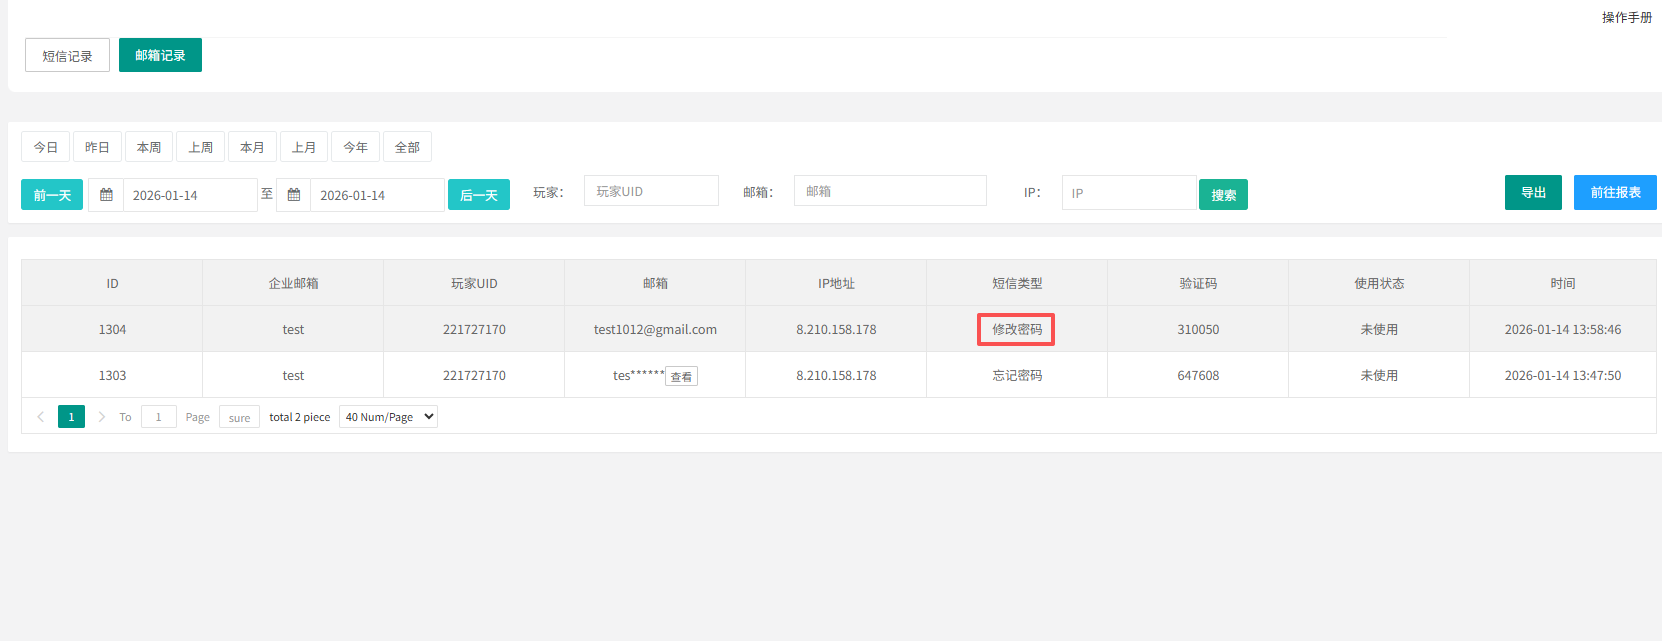 操作手册
短信记录 邮箱记录
今日 昨日 本周 上周 本月 上月 今年 全部
前一天 2026-01-14 至 2026-01-14 后一天 玩家: 玩家UID 邮箱: 邮箱 IP: IP 搜索 导出 前往报表
ID 企业邮箱 玩家UID 邮箱 IP地址 短信类型 验证码 使用状态 时间
1304 test 221727170 test1012@gmail.com 8.210.158.178 修改密码 310050 未使用 2026-01-14 13:58:46
1303 test 221727170 tes******查看 8.210.158.178 忘记密码 647608 未使用 2026-01-14 13:47:50
1 To 1 Page sure total 2 piece 40 Num/Page